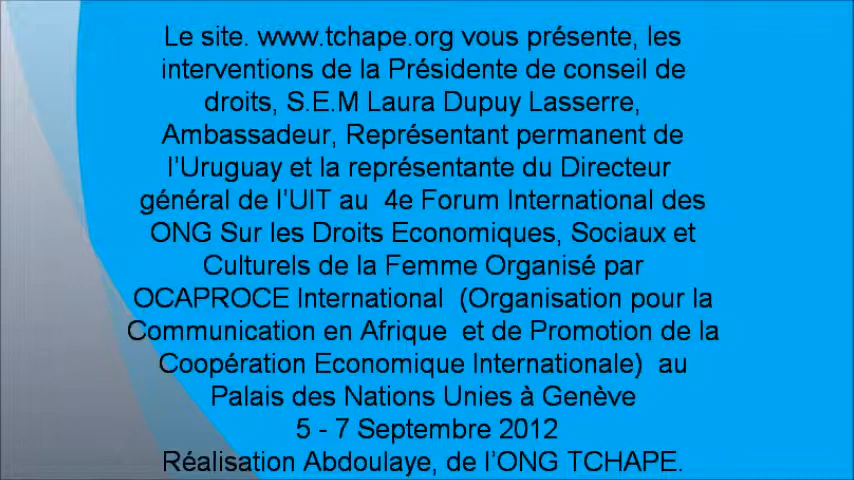 Le site. www.tchape.org vous présente, les
interventions de la Présidente de conseil de
droits, S.E.M Laura Dupuy Lasserre,
Ambassadeur, Représentant permanent de
l'Uruguay et la représentante du Directeur
général de l'UIT au 4e Forum International des
ONG Sur les Droits Economiques, Sociaux et
Culturels de la Femme Organisé par
OCAPROCE International (Organisation pour la
Communication en Afrique et de Promotion de la
Coopération Economique Internationale) au
Palais des Nations Unies à Genève
5 - 7 Septembre 2012
Réalisation Abdoulaye, de l'ONG TCHAPE.